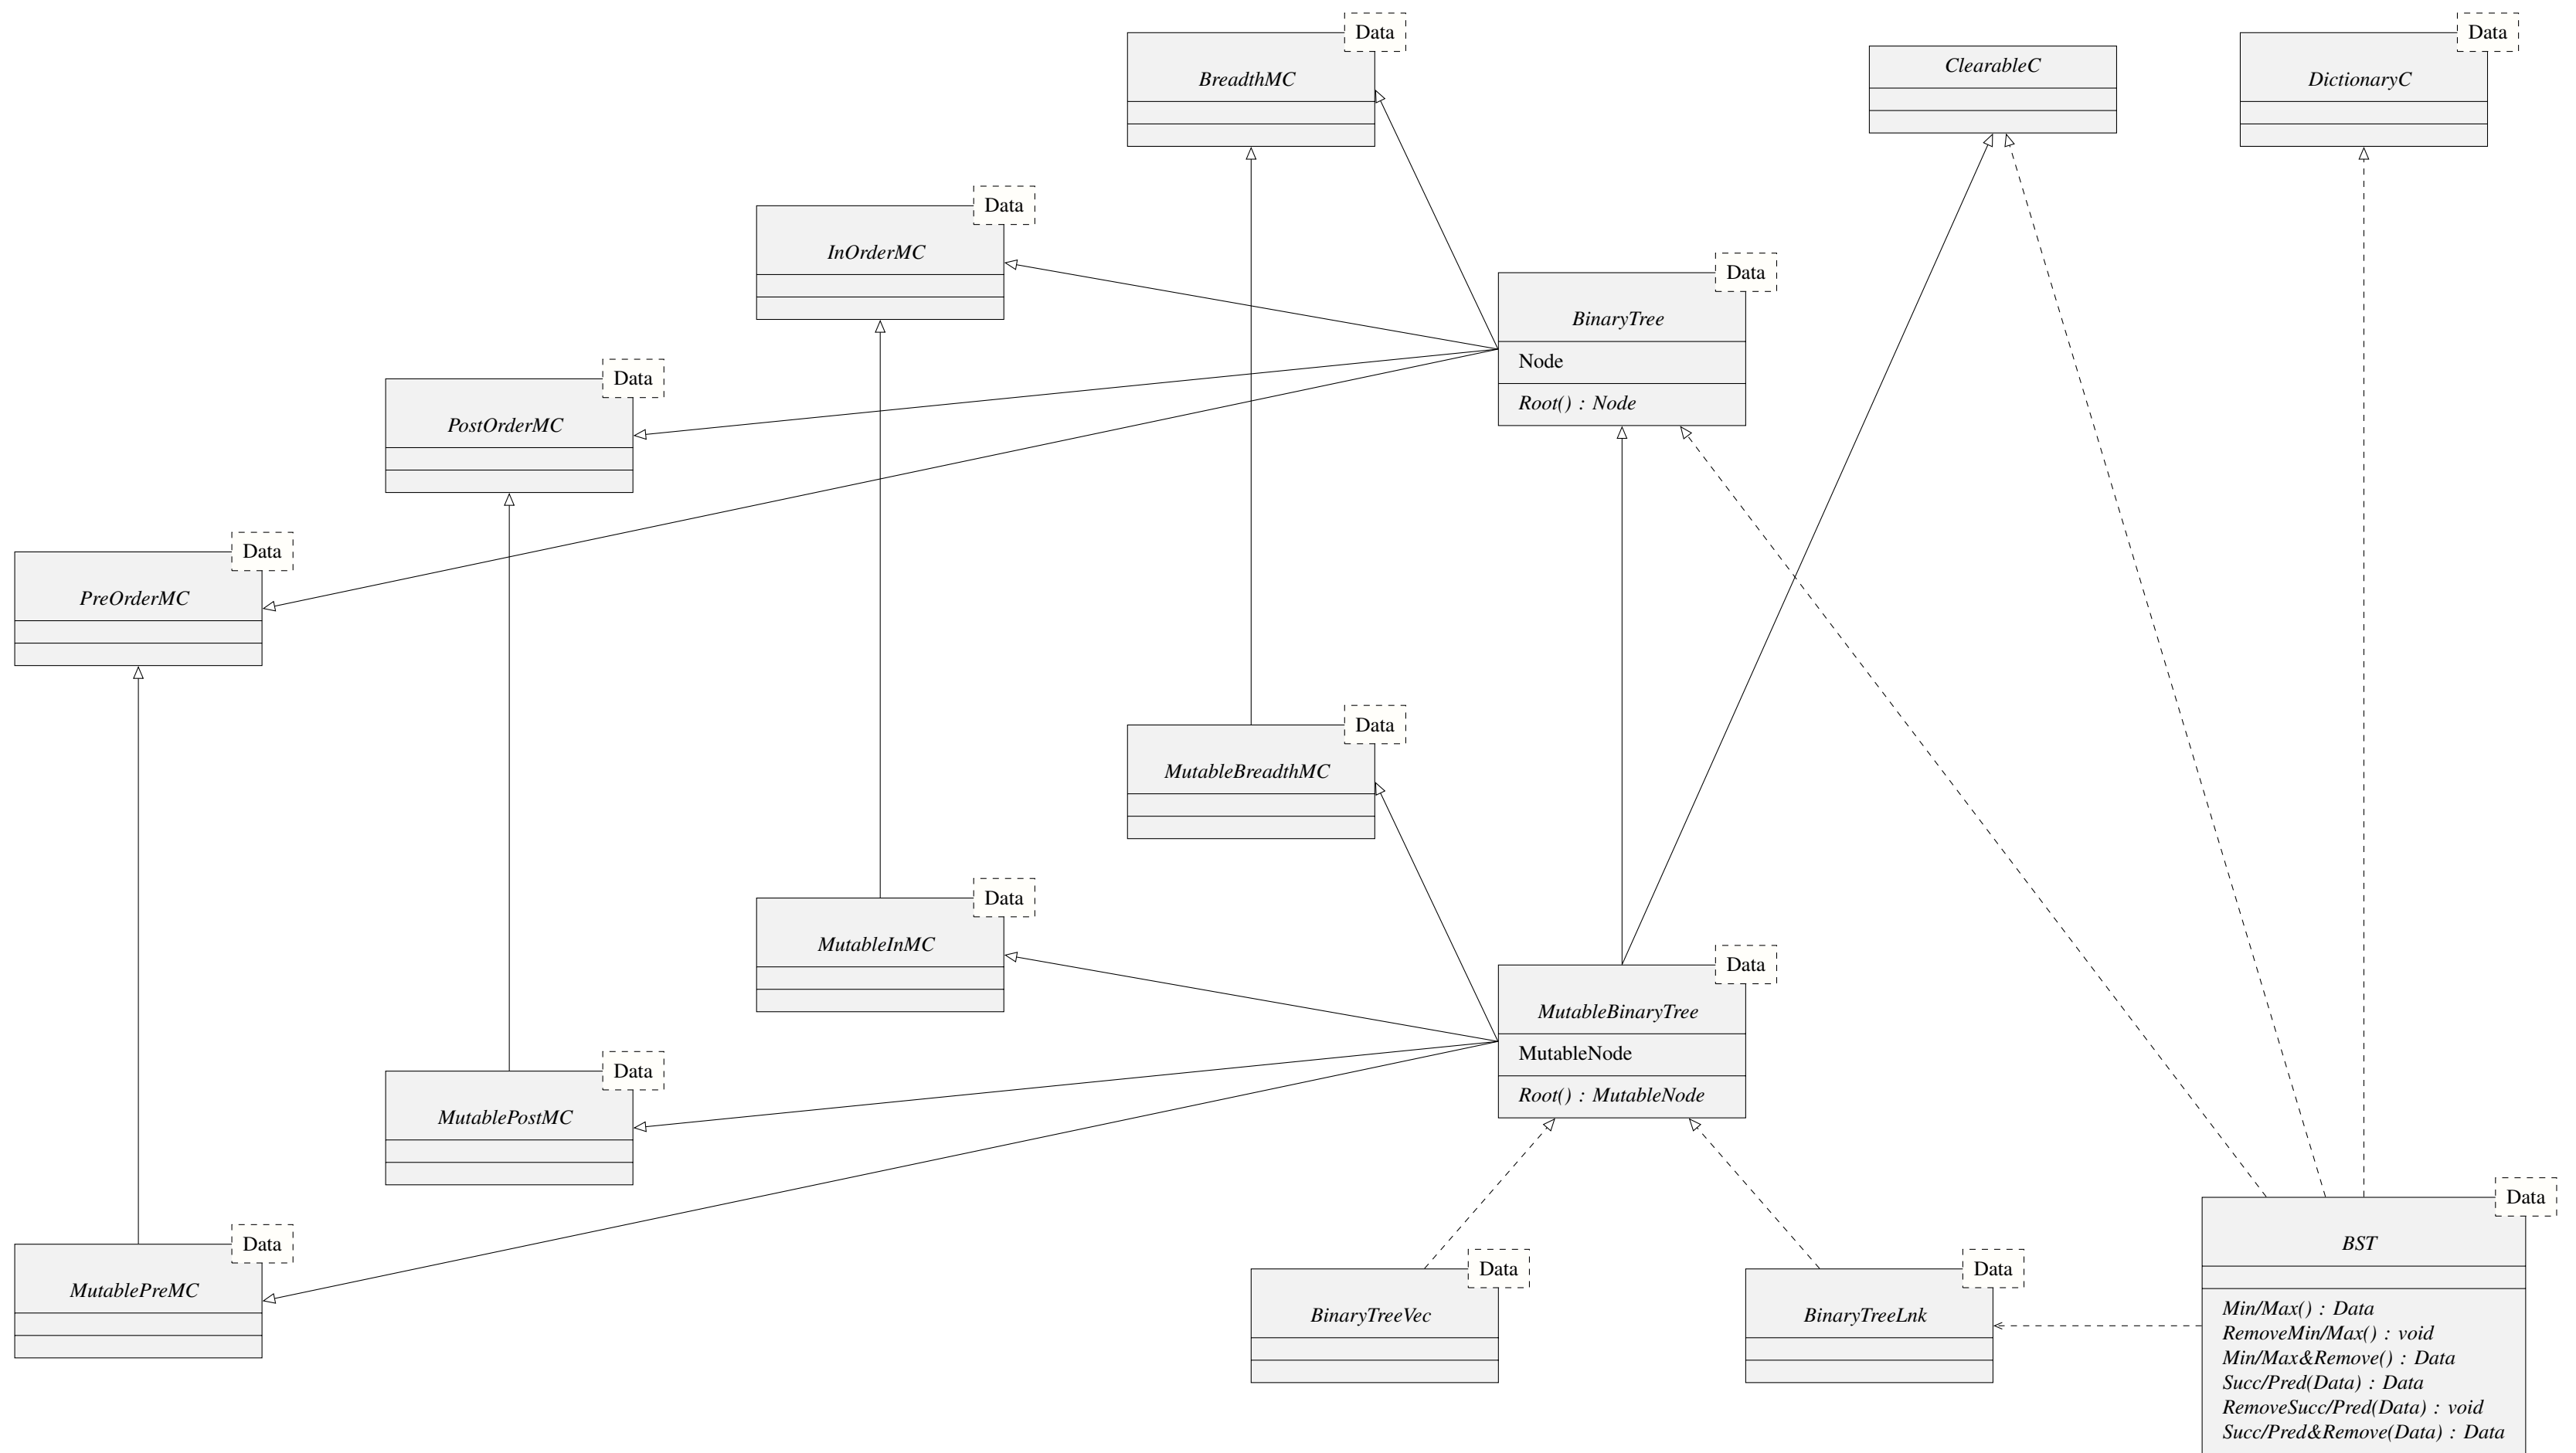 Data
BreadthMC
ClearableC
Data
DictionaryC
Data
InOrderMC
Data
BinaryTree
Node
Root() : Node
Data
PostOrderMC
Data
PreOrderMC
Data
MutableBreadthMC
Data
MutableInMC
Data
MutableBinaryTree
MutableNode
Root() : MutableNode
Data
MutablePostMC
Data
MutablePreMC
Data
BinaryTreeVec
Data
BinaryTreeLnk
Data
BST
Min/Max() : Data
RemoveMin/Max() : void
Min/Max&Remove() : Data
Succ/Pred(Data) : Data
RemoveSucc/Pred(Data) : void
Succ/Pred&Remove(Data) : Data